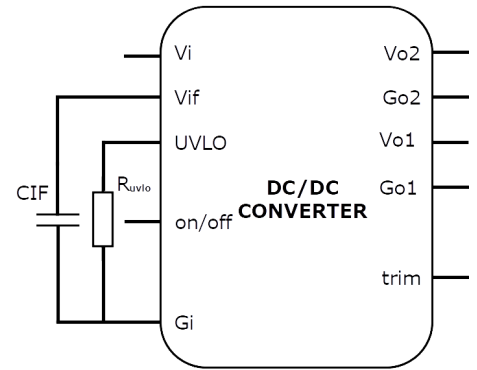 Vi
Vif
UVLO
on/off
Gi
CIF
Ruvlo
DC/DC
CONVERTER
Vo2
Go2
Vo1
Go1
trim